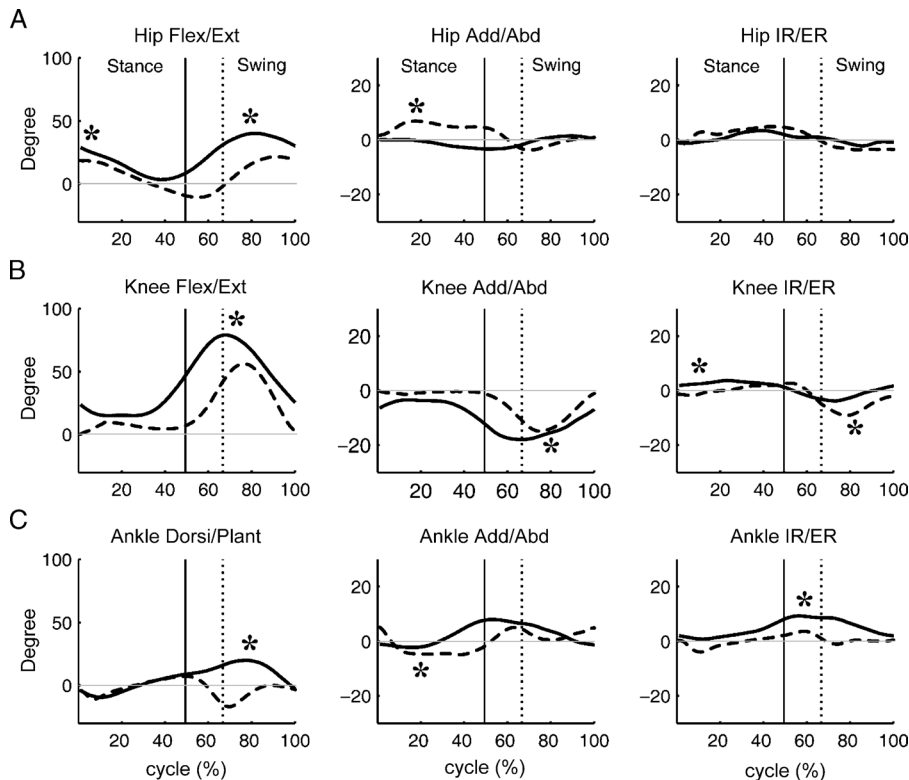 A
Hip Flex/Ext
Hip Add/Abd
Hip IR/ER
Stance Swing
Stance Swing
Stance Swing
Degree
100
50
0
20
0
−20
20
0
−20
*
*
*
20 40 60 80 100
20 40 60 80 100
20 40 60 80 100
B
Knee Flex/Ext
Knee Add/Abd
Knee IR/ER
Degree
100
50
0
20
0
−20
20
0
−20
*
*
*
*
20 40 60 80 100
20 40 60 80 100
20 40 60 80 100
C
Ankle Dorsi/Plant
Ankle Add/Abd
Ankle IR/ER
Degree
100
50
0
20
0
−20
20
0
−20
*
*
*
20 40 60 80 100
20 40 60 80 100
20 40 60 80 100
cycle (%)
cycle (%)
cycle (%)